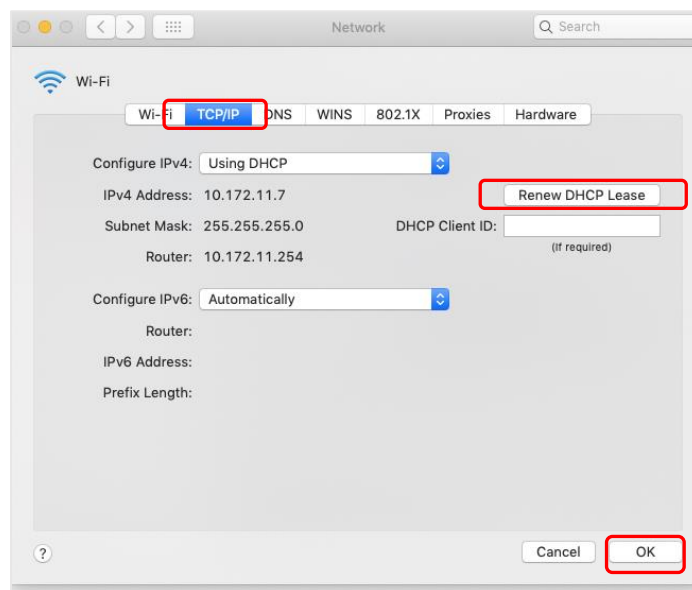 Network
Search
Wi-Fi
Wi-Fi TCP/IP DNS WINS 802.1X Proxies Hardware
Configure IPv4: Using DHCP
IPv4 Address: 10.172.11.7 Renew DHCP Lease
Subnet Mask: 255.255.255.0 DHCP Client ID:
(If required)
Router: 10.172.11.254
Configure IPv6: Automatically
Router:
IPv6 Address:
Prefix Length:
? Cancel OK